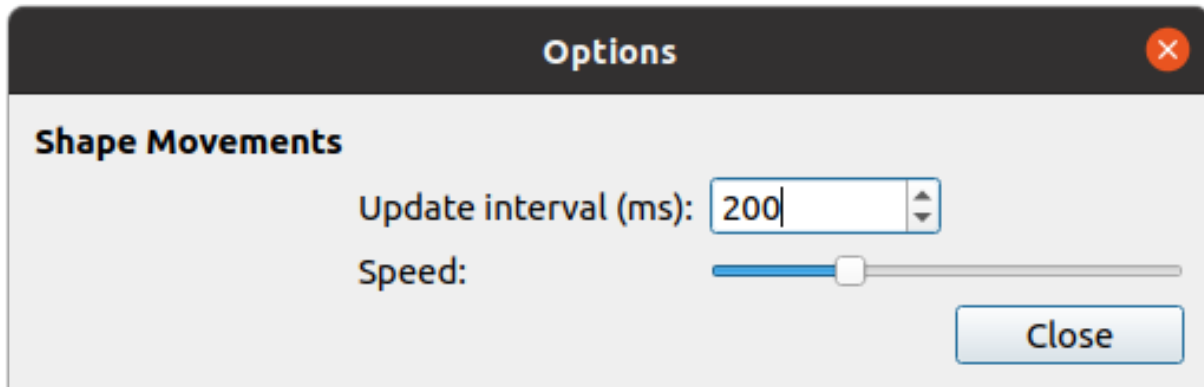 Options
Shape Movements
Update interval (ms): 200
Speed:
Close